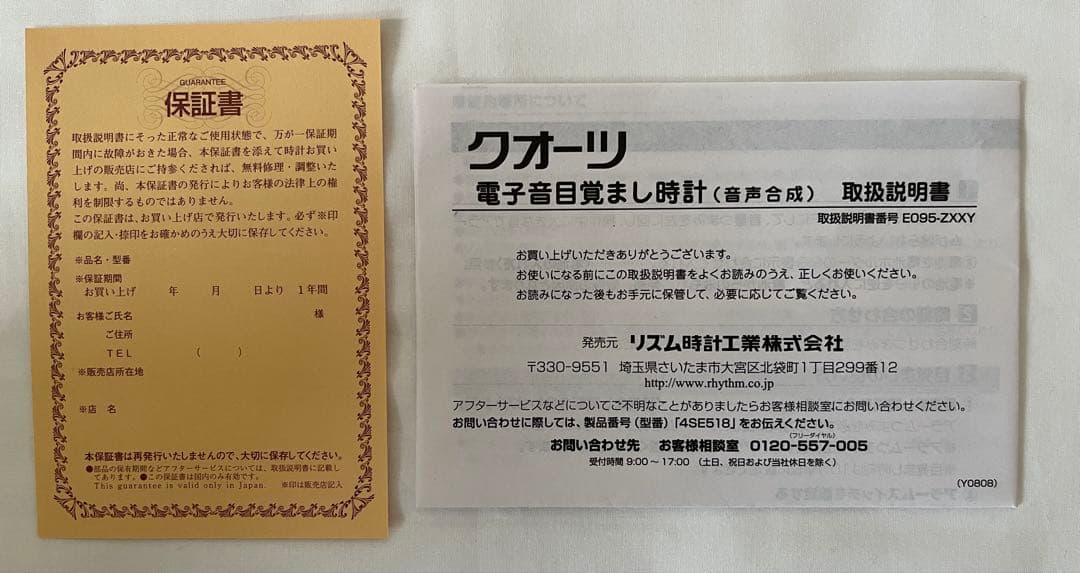 GUARANTEE
保証書
取扱説明書にそった正常なご使用状態で、万が一保証期
間内に故障がおきた場合、本保証書を添えて時計お買い
上げの販売店にご持参くだされば、無料修理・調整いた
します。尚、本保証書の発行によりお客様の法律上の権
利を制限するものではありません。
この保証書は、お買い上げ店で発行いたします。必ず※印
欄の記入・捺印をお確かめのうえ大切に保存してください。
※品名・型番
※保証期間
お買い上げ 年 月 日より 1年間
お客様ご氏名 様
ご住所
TEL ( )
※販売店所在地
※店 名
本保証書は再発行いたしませんので、大切に保存してください。
●部品の保有期間などアフターサービスについては、取扱説明書に記載し
てあります。●この保証書は国内のみ有効です。
This guarantee is valid only in Japan. ※印は販売店記入
クオーツ
電子音目覚まし時計(音声合成) 取扱説明書
取扱説明書番号 E095-ZXXY
お買い上げいただきありがとうございます。
お使いになる前にこの取扱説明書をよくお読みのうえ、正しくお使いください。
お読みになった後もお手元に保管して、必要に応じてご覧ください。
発売元 リズム時計工業株式会社
〒330-9551 埼玉県さいたま市大宮区北袋町1丁目299番12
http://www.rhythm.co.jp
アフターサービスなどについてご不明なことがありましたらお客様相談室にお問い合わせください。
お問い合わせに際しては、製品番号(型番)「4SE518」をお伝えください。
(フリーダイヤル)
お問い合わせ先 お客様相談室 0120-557-005
受付時間 9:00～17:00 (土日、祝日および当社休日を除く)
(Y0808)